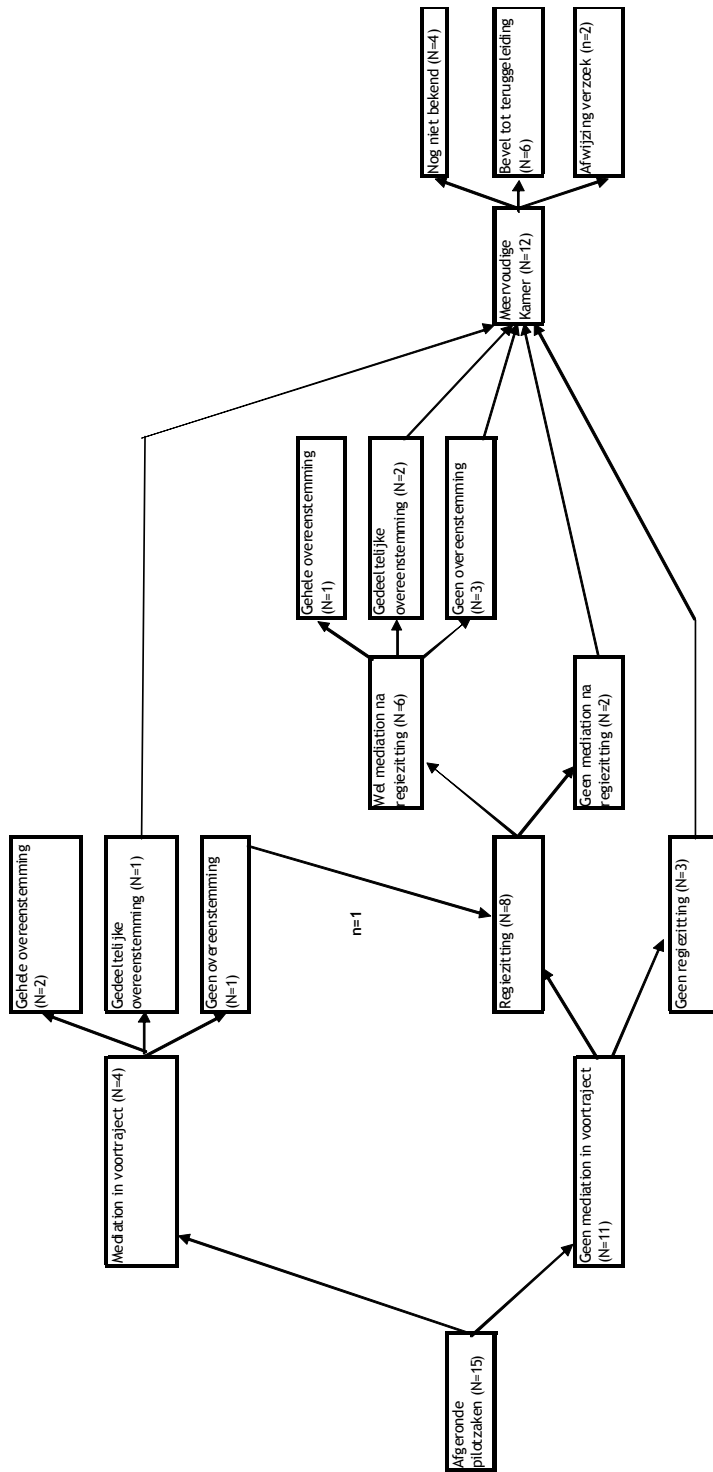 Afgeronde
pilotzaken (N=15)
Mediation in voortraject (N=4)
Geen mediation in voortraject
(N=11)
Gehele overeenstemming
(N=2)
Gedeeltelijke
overeenstemming (N=1)
Geen overeenstemming
(N=1)
n=1
Regiezitting (N=8)
Geen regiezitting (N=3)
Wel mediation na
regiezitting (N=6)
Geen mediation na
regiezitting (N=2)
Gehele overeenstemming
(N=1)
Gedeeltelijke
overeenstemming (N=2)
Geen overeenstemming
(N=3)
Meervoudige
Kamer (N=12)
Nog niet bekend (N=4)
Bevel tot teruggeleiding
(N=6)
Afwijzing verzoek (n=2)